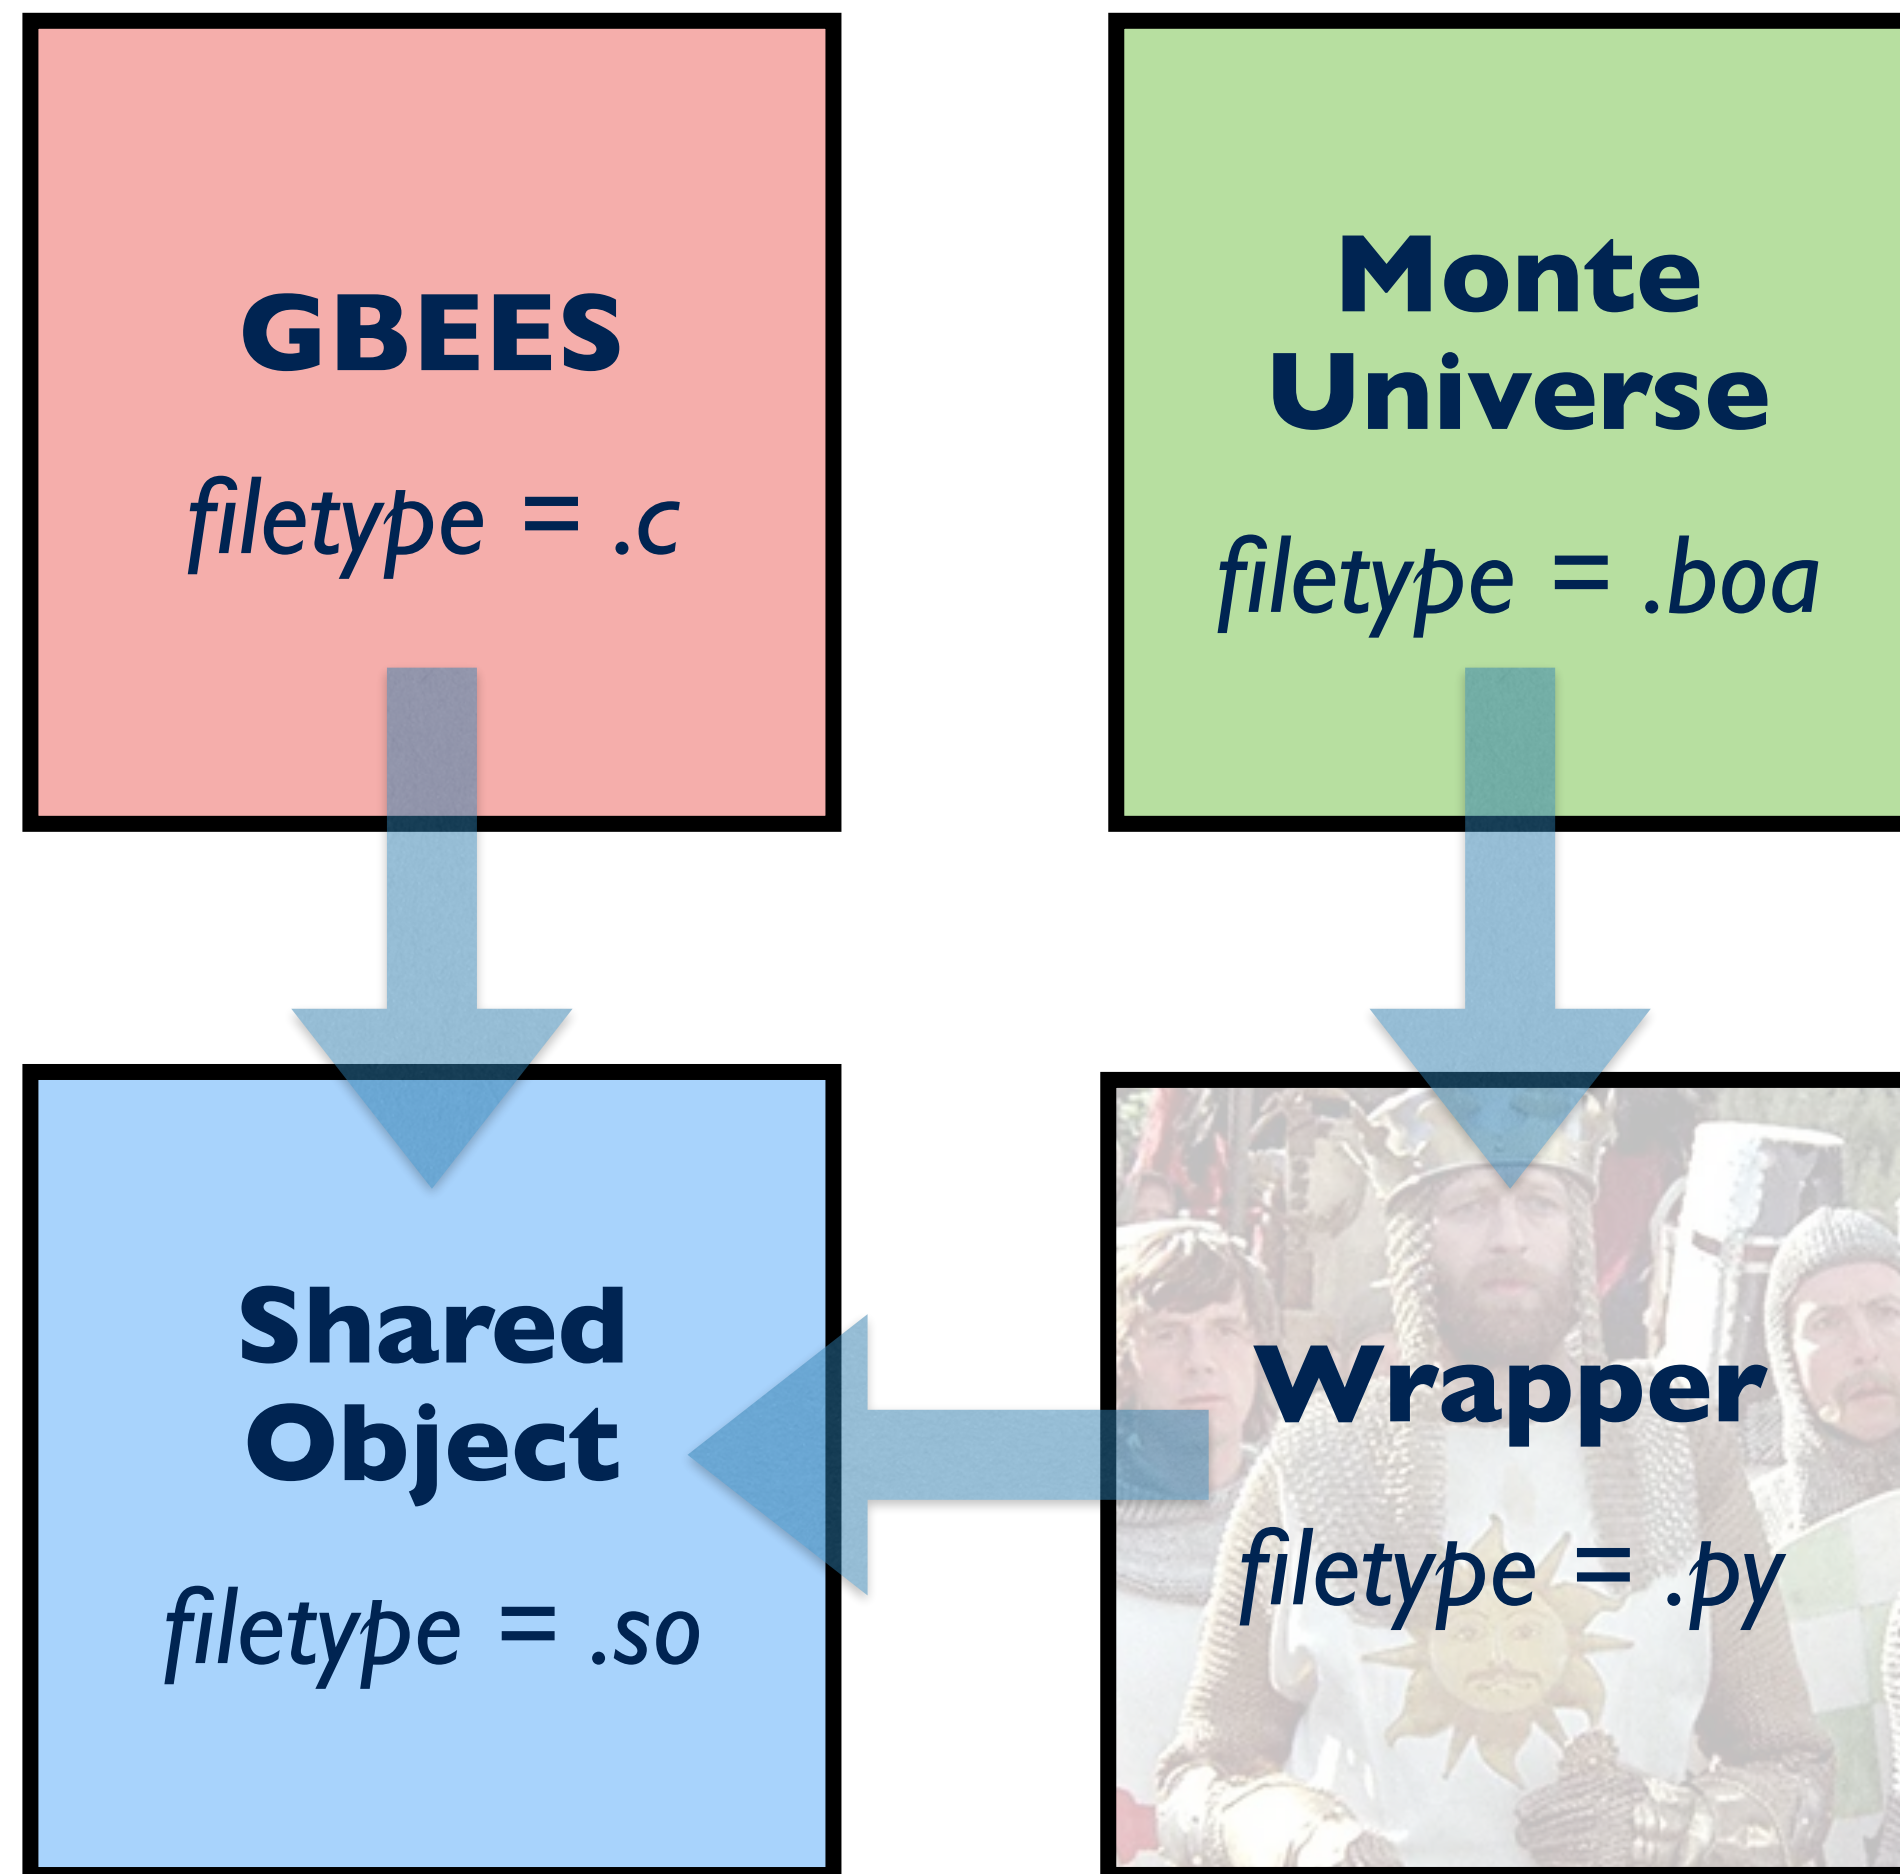 GBEES
filetype = .c
Monte
Universe
filetype = .boa
Shared
Object
filetype = .so
Wrapper
filetype = .py